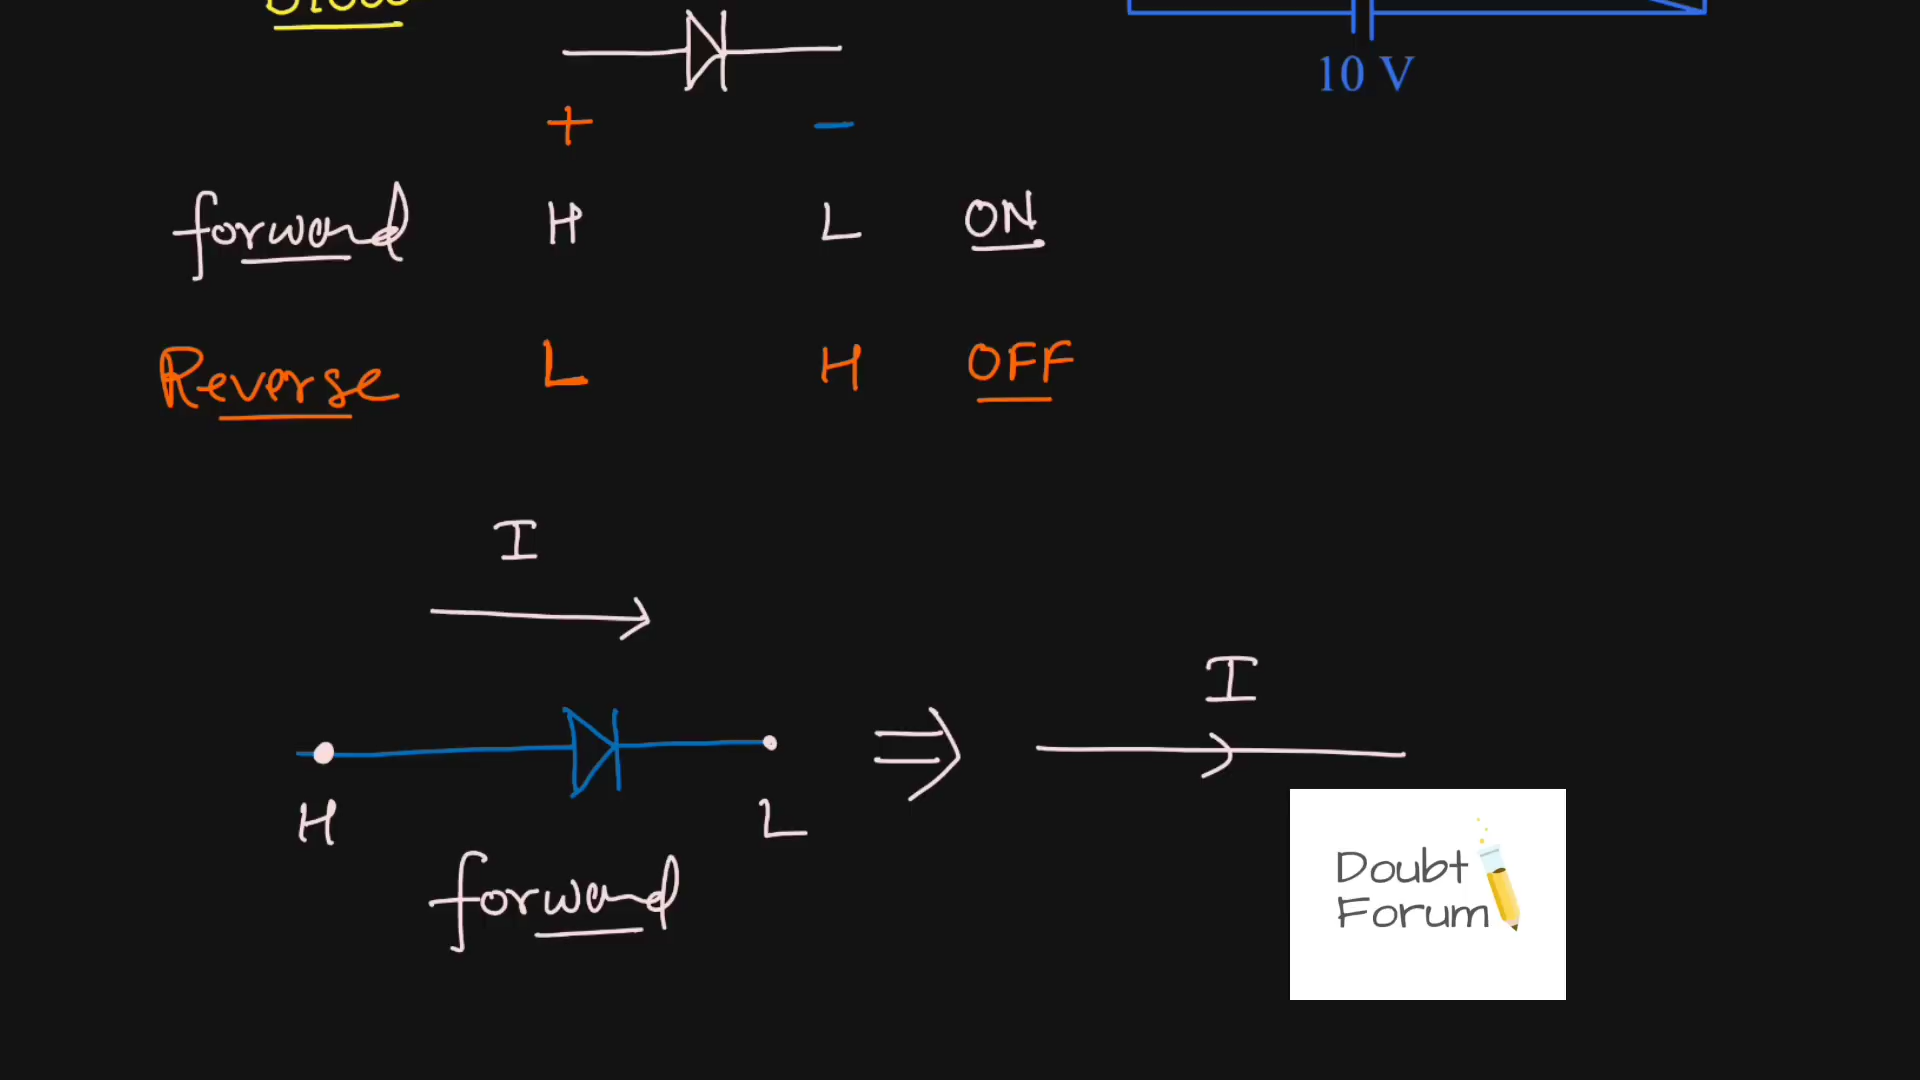 10 V
+ -
forward H L ON
Reverse L H OFF
I
I
H L
forward
Doubt
Forum